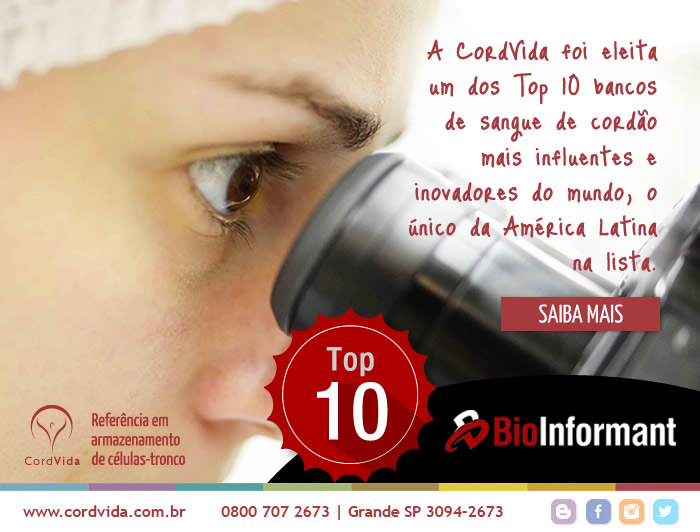 A CordVida foi eleita
um dos Top 10 bancos
de sangue de cordão
mais influentes e
inovadores do mundo, o
único da América Latina
na lista.
SAIBA MAIS
Top
10
BioInformant
CordVida
Referência em
armazenamento
de células-tronco
www.cordvida.com.br
0800 707 2673 | Grande SP 3094-2673